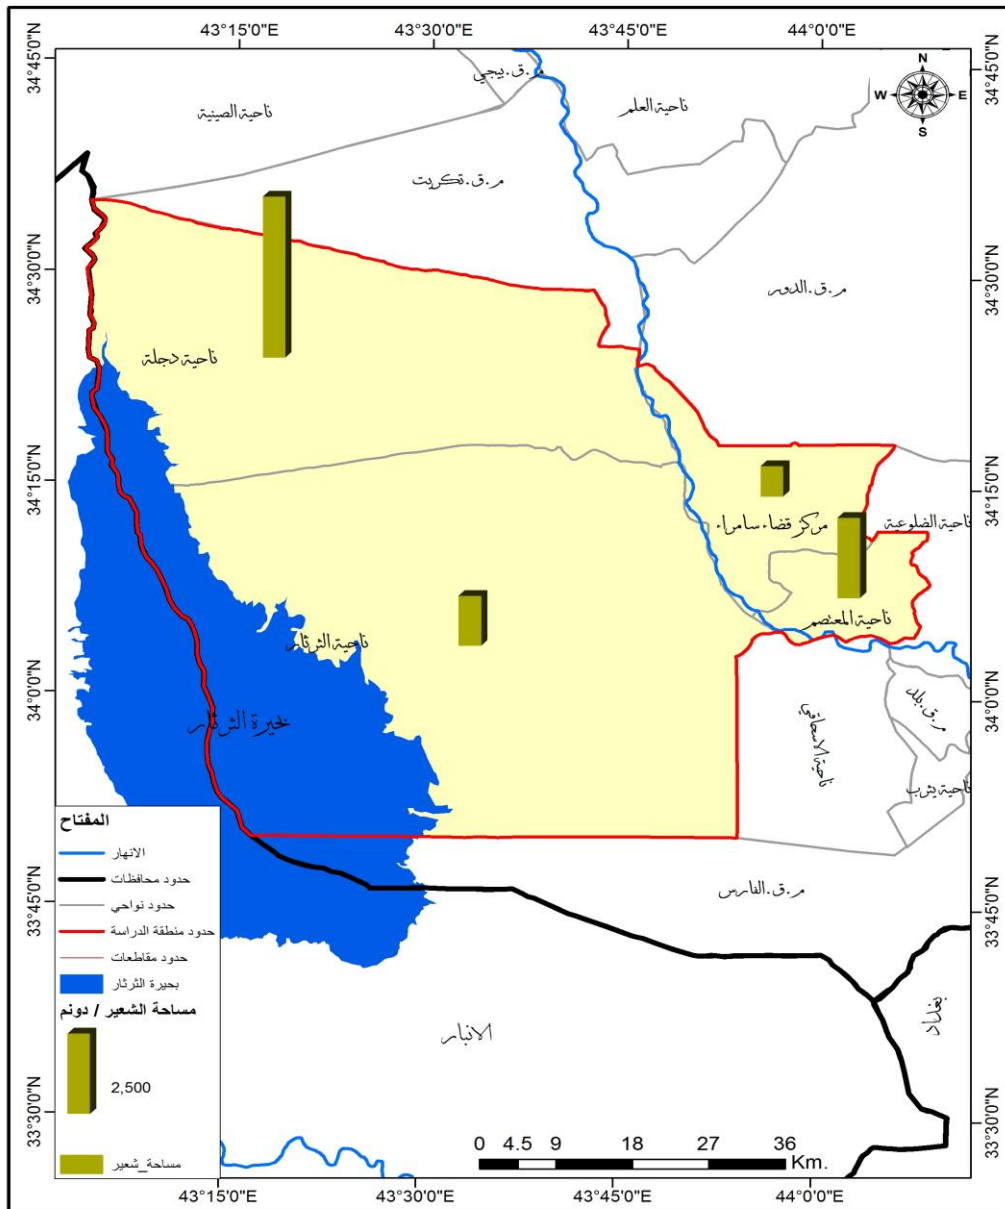 43°15'0"E 43°30'0"E 43°45'0"E 44°0'0"E
34°45'0"N
34°45'0"N
N
W E
S
م.ق.بيجي
ناحية العلم
ناحية الصينية
م.ق.تكريت
م.ق.الدور
34°30'0"N
34°30'0"N
ناحية دجلة
34°15'0"N
34°15'0"N
مركز قضاء سامراء
ناحية الضلوعية
ناحية المعتصم
ناحية الثرثار
34°0'0"N
34°0'0"N
بحيرة الثرثار
ناحية الاسحاقي
م.ق.بلد
ناحية يثرب
م.ق.الفارس
33°45'0"N
33°45'0"N
الانبار
بغداد
33°30'0"N
33°30'0"N
المفتاح
الانهار
حدود محافظات
حدود نواحي
حدود منطقة الدراسة
حدود مقاطعات
بحيرة الثرثار
مساحة الشعير / دونم
2,500
مساحة_شعير
0 4.5 9 18 27 36
Km.
43°15'0"E 43°30'0"E 43°45'0"E 44°0'0"E